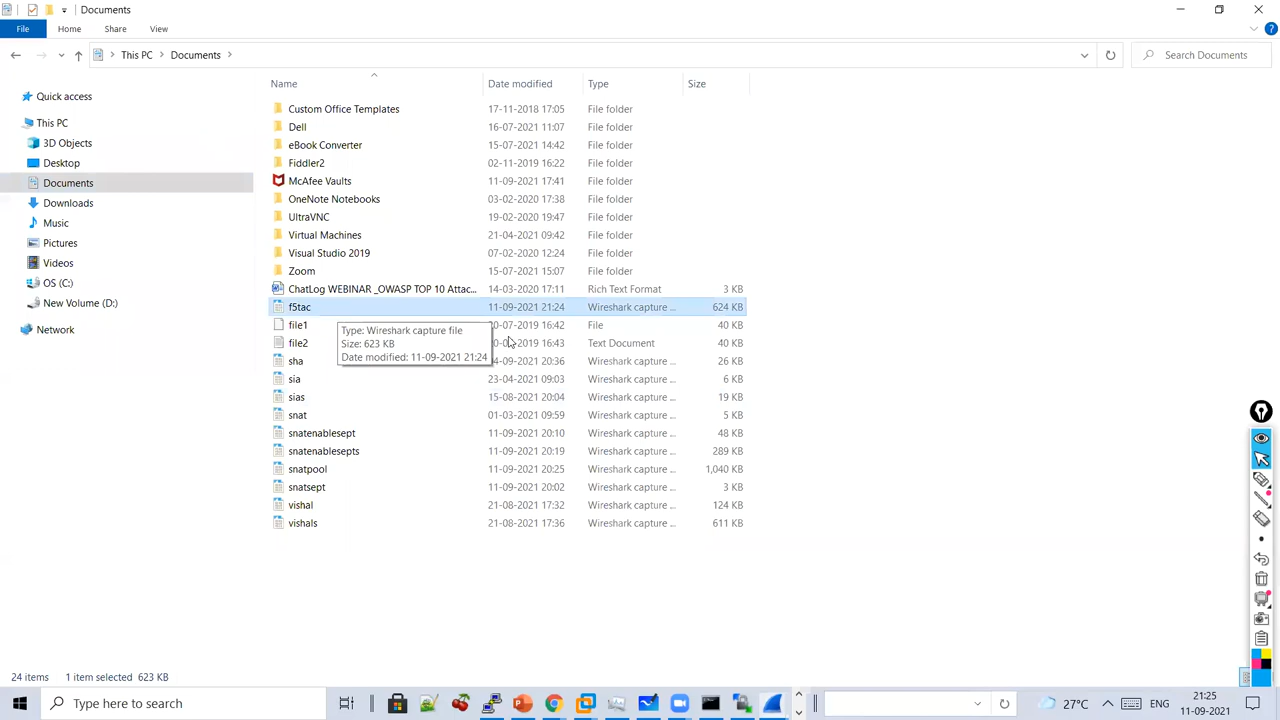 Documents
File Home Share View
This PC Documents
Search Documents
Name Date modified Type Size
Quick access
This PC
3D Objects
Desktop
Documents
Downloads
Music
Pictures
Videos
OS (C:)
New Volume (D:)
Network
Custom Office Templates 17-11-2018 17:05 File folder
Dell 16-07-2021 11:07 File folder
eBook Converter 15-07-2021 14:42 File folder
Fiddler2 02-11-2019 16:22 File folder
McAfee Vaults 11-09-2021 17:41 File folder
OneNote Notebooks 03-02-2020 17:38 File folder
UltraVNC 19-02-2020 19:47 File folder
Virtual Machines 21-04-2021 09:42 File folder
Visual Studio 2019 07-02-2020 12:24 File folder
Zoom 15-07-2021 15:07 File folder
ChatLog WEBINAR _OWASP TOP 10 Attac... 14-03-2020 17:11 Rich Text Format 3 KB
f5tac 11-09-2021 21:24 Wireshark capture ... 624 KB
file1 20-07-2019 16:42 File 40 KB
file2 20-07-2019 16:43 Text Document 40 KB
Type: Wireshark capture file
Size: 623 KB
Date modified: 11-09-2021 21:24
sha 04-09-2021 20:36 Wireshark capture ... 26 KB
sia 23-04-2021 09:03 Wireshark capture ... 6 KB
sias 15-08-2021 20:04 Wireshark capture ... 19 KB
snat 01-03-2021 09:59 Wireshark capture ... 5 KB
snatenablesept 11-09-2021 20:10 Wireshark capture ... 48 KB
snatenablesepts 11-09-2021 20:19 Wireshark capture ... 289 KB
snatpool 11-09-2021 20:25 Wireshark capture ... 1,040 KB
snatsept 11-09-2021 20:02 Wireshark capture ... 3 KB
vishal 21-08-2021 17:32 Wireshark capture ... 124 KB
vishals 21-08-2021 17:36 Wireshark capture ... 611 KB
24 items 1 item selected 623 KB
Type here to search
27°C ENG
21:25
11-09-2021